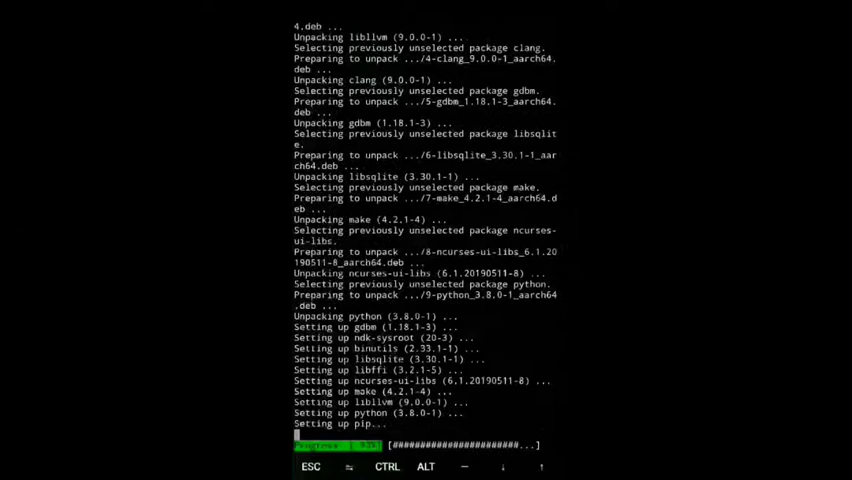 4.deb ...
Unpacking libllvm (9.0.0-1) ...
Selecting previously unselected package clang.
Preparing to unpack .../4-clang_9.0.0-1_aarch64.
deb ...
Unpacking clang (9.0.0-1) ...
Selecting previously unselected package gdbm.
Preparing to unpack .../5-gdbm_1.18.1-3_aarch64.
deb ...
Unpacking gdbm (1.18.1-3) ...
Selecting previously unselected package libsqlit
e.
Preparing to unpack .../6-libsqlite_3.30.1-1_aar
ch64.deb ...
Unpacking libsqlite (3.30.1-1) ...
Selecting previously unselected package make.
Preparing to unpack .../7-make_4.2.1-4_aarch64.d
eb ...
Unpacking make (4.2.1-4) ...
Selecting previously unselected package ncurses-
ui-libs.
Preparing to unpack .../8-ncurses-ui-libs_6.1.20
190511-8_aarch64.deb ...
Unpacking ncurses-ui-libs (6.1.20190511-8) ...
Selecting previously unselected package python.
Preparing to unpack .../9-python_3.8.0-1_aarch64
.deb ...
Unpacking python (3.8.0-1) ...
Setting up gdbm (1.18.1-3) ...
Setting up ndk-sysroot (20-3) ...
Setting up binutils (2.33.1-1) ...
Setting up libsqlite (3.30.1-1) ...
Setting up libffi (3.2.1-5) ...
Setting up ncurses-ui-libs (6.1.20190511-8) ...
Setting up make (4.2.1-4) ...
Setting up libllvm (9.0.0-1) ...
Setting up python (3.8.0-1) ...
Setting up pip...
Progress: [ 93%] [#######################...]
ESC ⇆ CTRL ALT — ↓ ↑